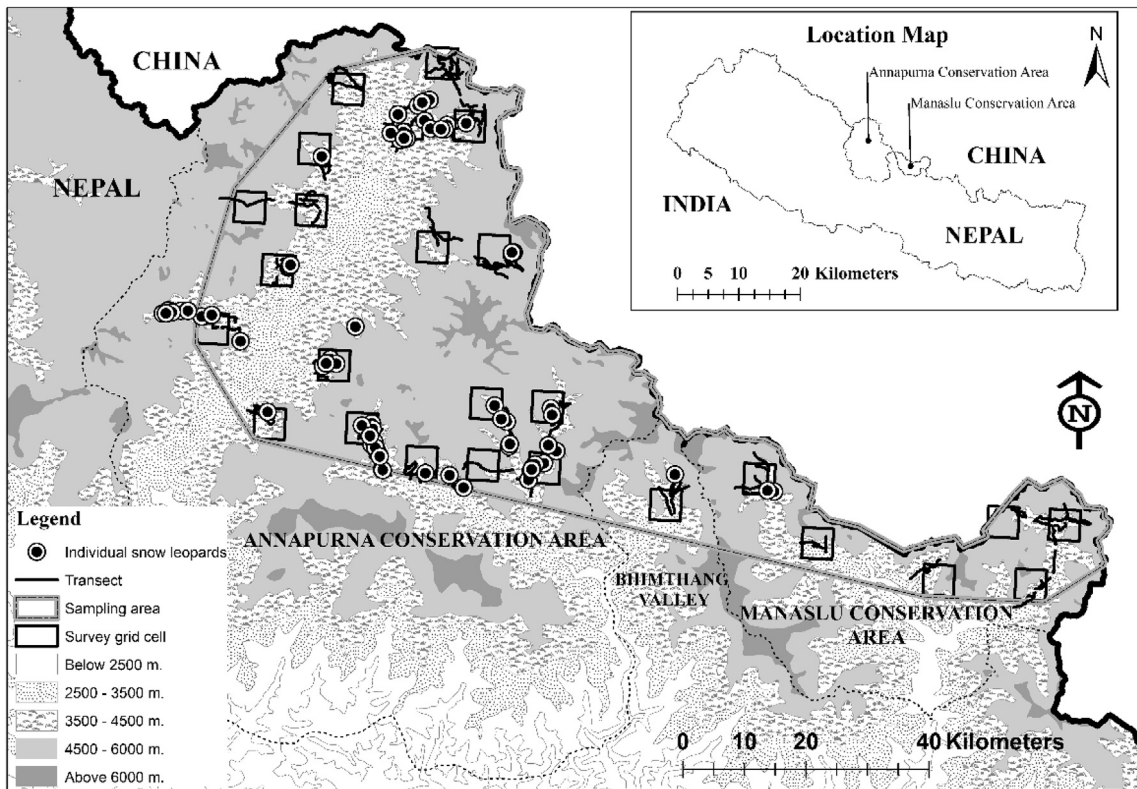 CHINA
NEPAL
Location Map
N
Annapurna Conservation Area
Manaslu Conservation Area
CHINA
INDIA
NEPAL
0 5 10 20 Kilometers
N
Legend
Individual snow leopards
Transect
Sampling area
Survey grid cell
Below 2500 m.
2500 - 3500 m.
3500 - 4500 m.
4500 - 6000 m.
Above 6000 m.
ANNAPURNA CONSERVATION AREA
BHIMTHANG
VALLEY
MANASLU CONSERVATION
AREA
0 10 20 40 Kilometers